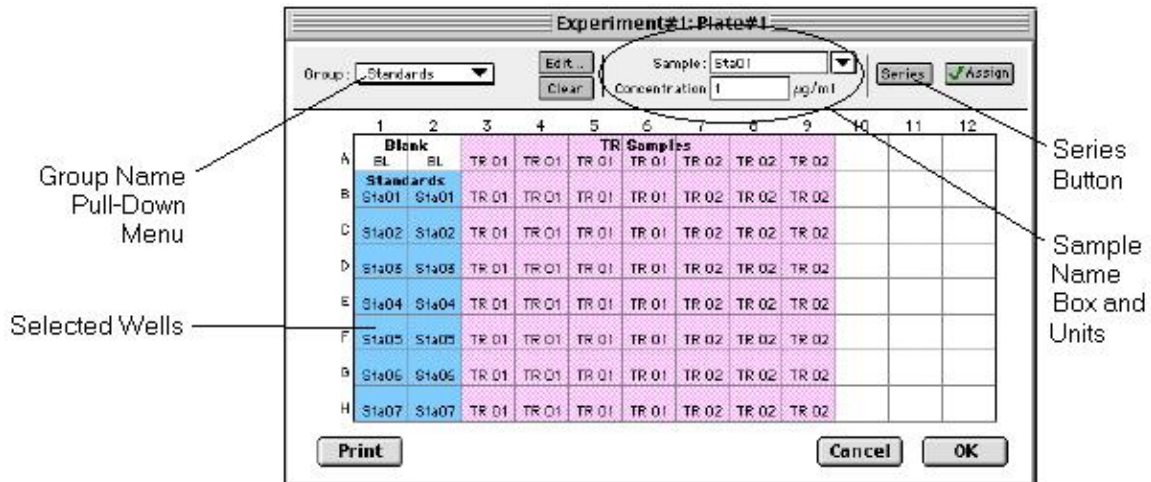 Experiment#1: Plate#1
Group: Standards Edit... Sample: Sta01 Series Assign
Clear Concentration 1 µg/ml
1 2 3 4 5 6 7 8 9 10 11 12
Blank TR Samples
A BL BL TR 01 TR 01 TR 01 TR 01 TR 02 TR 02 TR 02
Standards
B Sta01 Sta01 TR 01 TR 01 TR 01 TR 01 TR 02 TR 02 TR 02
C Sta02 Sta02 TR 01 TR 01 TR 01 TR 01 TR 02 TR 02 TR 02
D Sta03 Sta03 TR 01 TR 01 TR 01 TR 01 TR 02 TR 02 TR 02
E Sta04 Sta04 TR 01 TR 01 TR 01 TR 01 TR 02 TR 02 TR 02
F Sta05 Sta05 TR 01 TR 01 TR 01 TR 01 TR 02 TR 02 TR 02
G Sta06 Sta06 TR 01 TR 01 TR 01 TR 01 TR 02 TR 02 TR 02
H Sta07 Sta07 TR 01 TR 01 TR 01 TR 01 TR 02 TR 02 TR 02
Print Cancel OK
Group Name
Pull-Down
Menu
Selected Wells
Series
Button
Sample
Name
Box and
Units